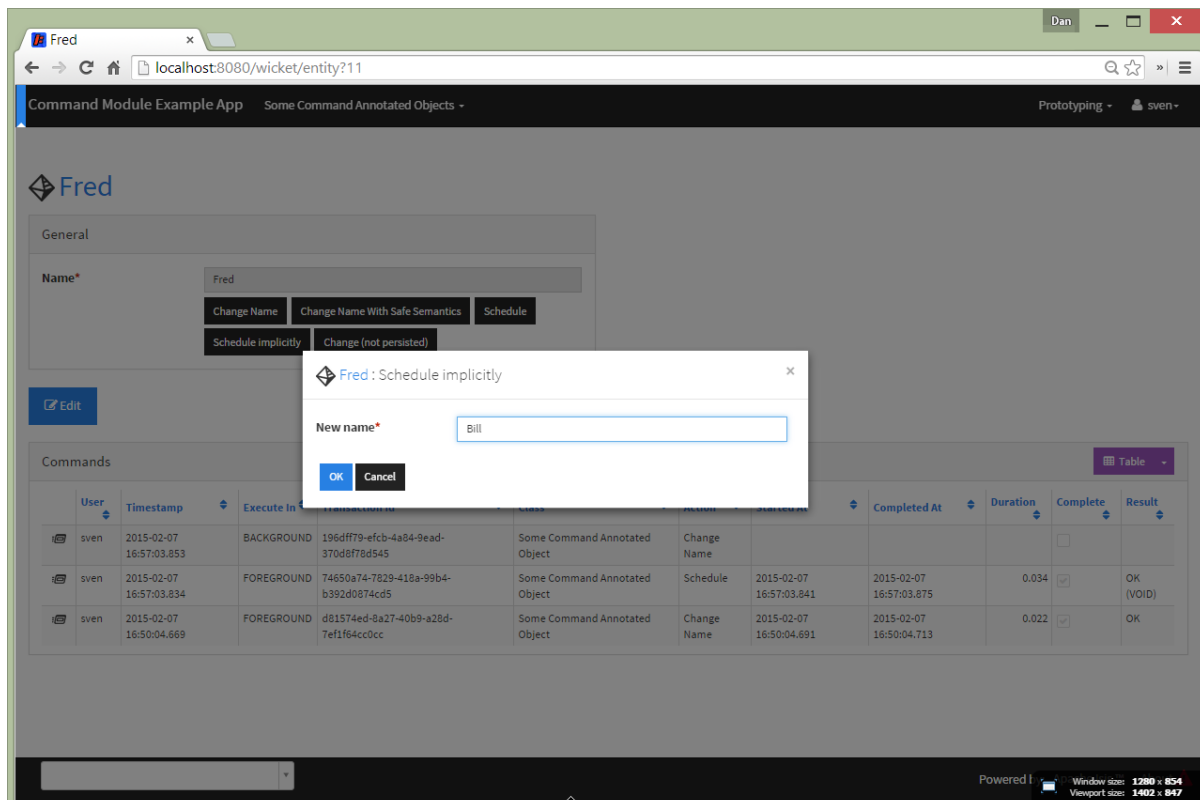 Dan
Fred
localhost:8080/wicket/entity?11
Command Module Example App Some Command Annotated Objects Prototyping sven
Fred
General
Name* Fred
Change Name Change Name With Safe Semantics Schedule
Schedule implicitly Change (not persisted)
Fred : Schedule implicitly
New name* Bill
OK Cancel
Edit
Commands Table
User Timestamp Execute In Transaction Id Class Action Started At Completed At Duration Complete Result
sven 2015-02-07 BACKGROUND 196dff79-efcb-4a84-9ead- Some Command Annotated Change
16:57:03.853 370d8f78d545 Object Name
sven 2015-02-07 FOREGROUND 74650a74-7829-418a-99b4- Some Command Annotated Schedule 2015-02-07 2015-02-07 0.034 OK
16:57:03.834 b392d0874cd5 Object 16:57:03.841 16:57:03.875 (VOID)
sven 2015-02-07 FOREGROUND d81574ed-8a27-40b9-a28d- Some Command Annotated Change 2015-02-07 2015-02-07 0.022 OK
16:50:04.669 7ef1f64cc0cc Object Name 16:50:04.691 16:50:04.713
Powered
Window size: 1280 x 854
Viewport size: 1402 x 847